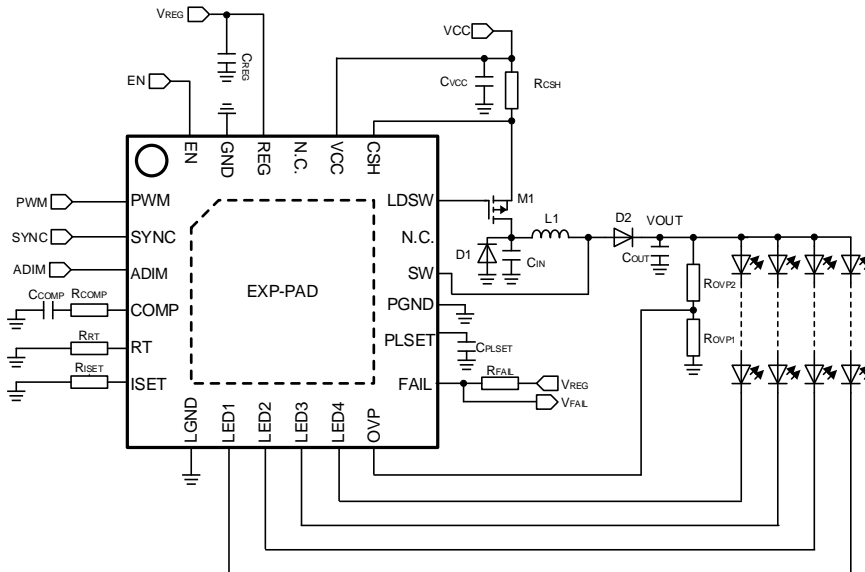 VREG
CREG
EN
VCC
CVCC
RCSH
EN
GND
REG
N.C.
VCC
CSH
PWM
SYNC
ADIM
CCOMP
RCOMP
RRT
RISET
PWM
SYNC
ADIM
COMP
RT
ISET
EXP-PAD
LDSW
N.C.
SW
PGND
PLSET
FAIL
LGND
LED1
LED2
LED3
LED4
OVP
M1
D1
CIN
L1
D2
VOUT
COUT
ROVP2
ROVP1
CPLSET
RFAIL
VREG
VFAIL